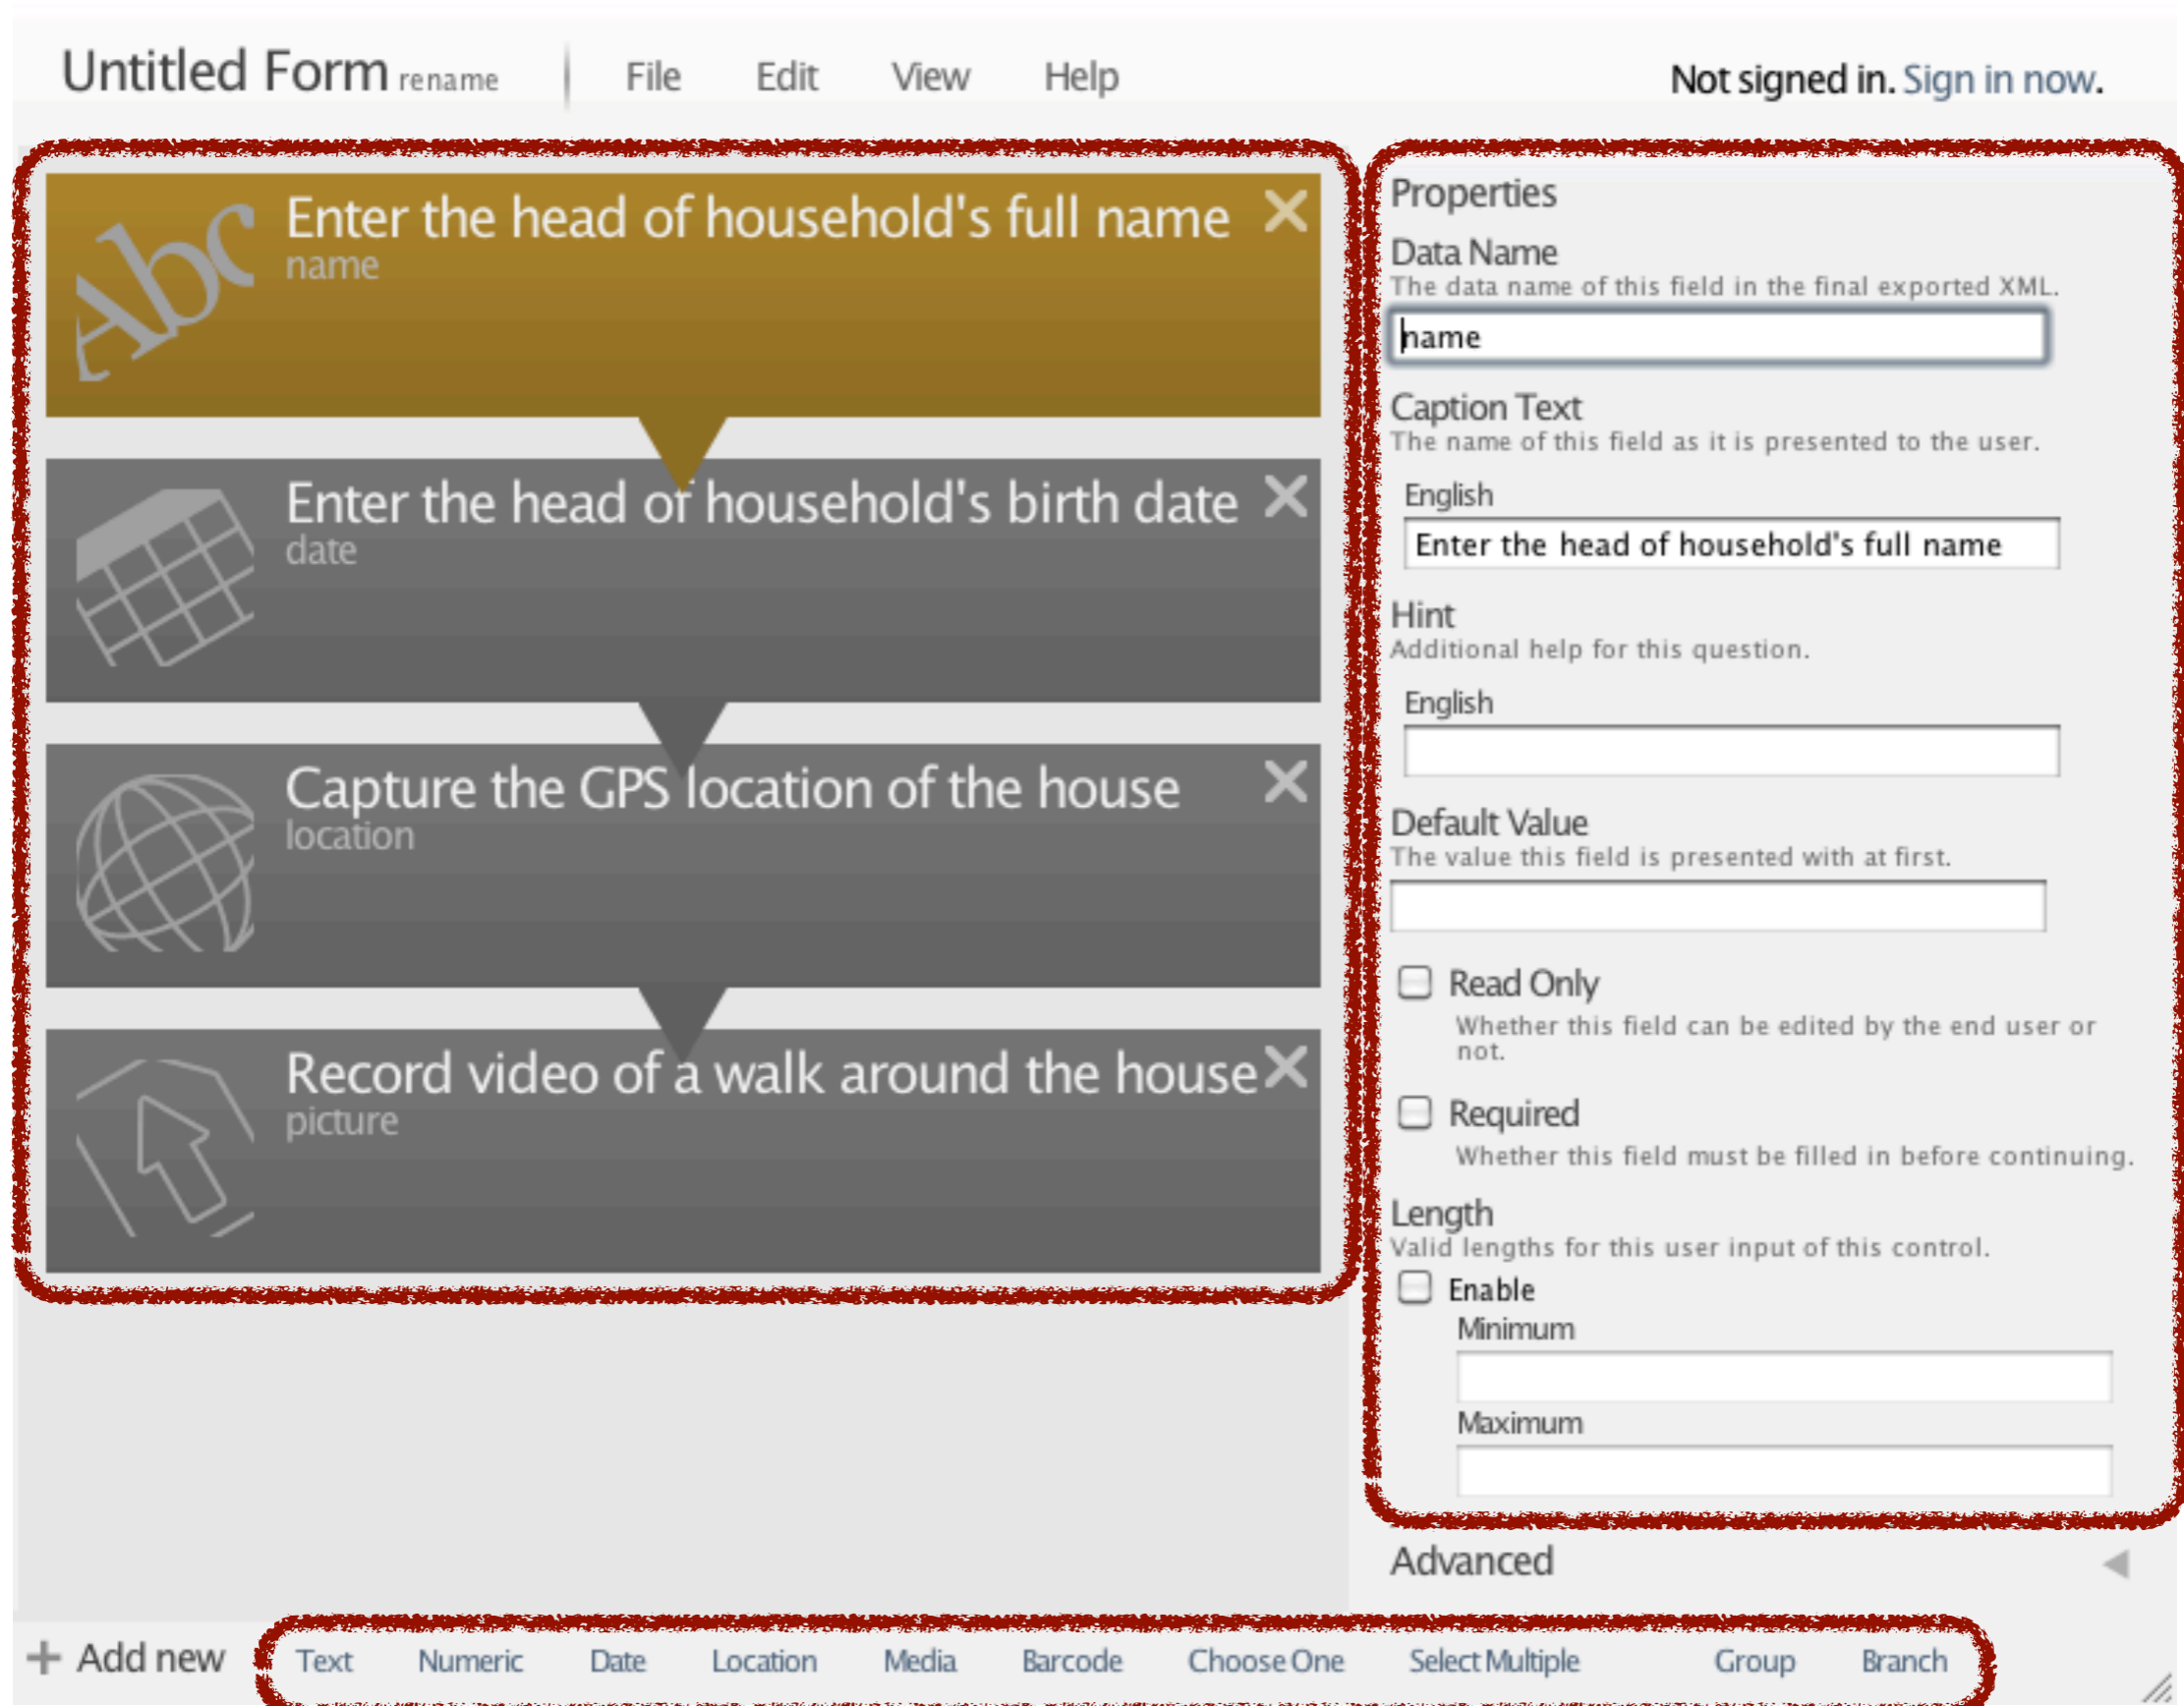 Untitled Form rename File Edit View Help Not signed in. Sign in now.
Abc
Enter the head of household's full name
name
Enter the head of household's birth date
date
Capture the GPS location of the house
location
Record video of a walk around the house
picture
Properties
Data Name
The data name of this field in the final exported XML.
name
Caption Text
The name of this field as it is presented to the user.
English
Enter the head of household's full name
Hint
Additional help for this question.
English
Default Value
The value this field is presented with at first.
Read Only
Whether this field can be edited by the end user or
not.
Required
Whether this field must be filled in before continuing.
Length
Valid lengths for this user input of this control.
Enable
Minimum
Maximum
Advanced
+ Add new Text Numeric Date Location Media Barcode Choose One Select Multiple Group Branch